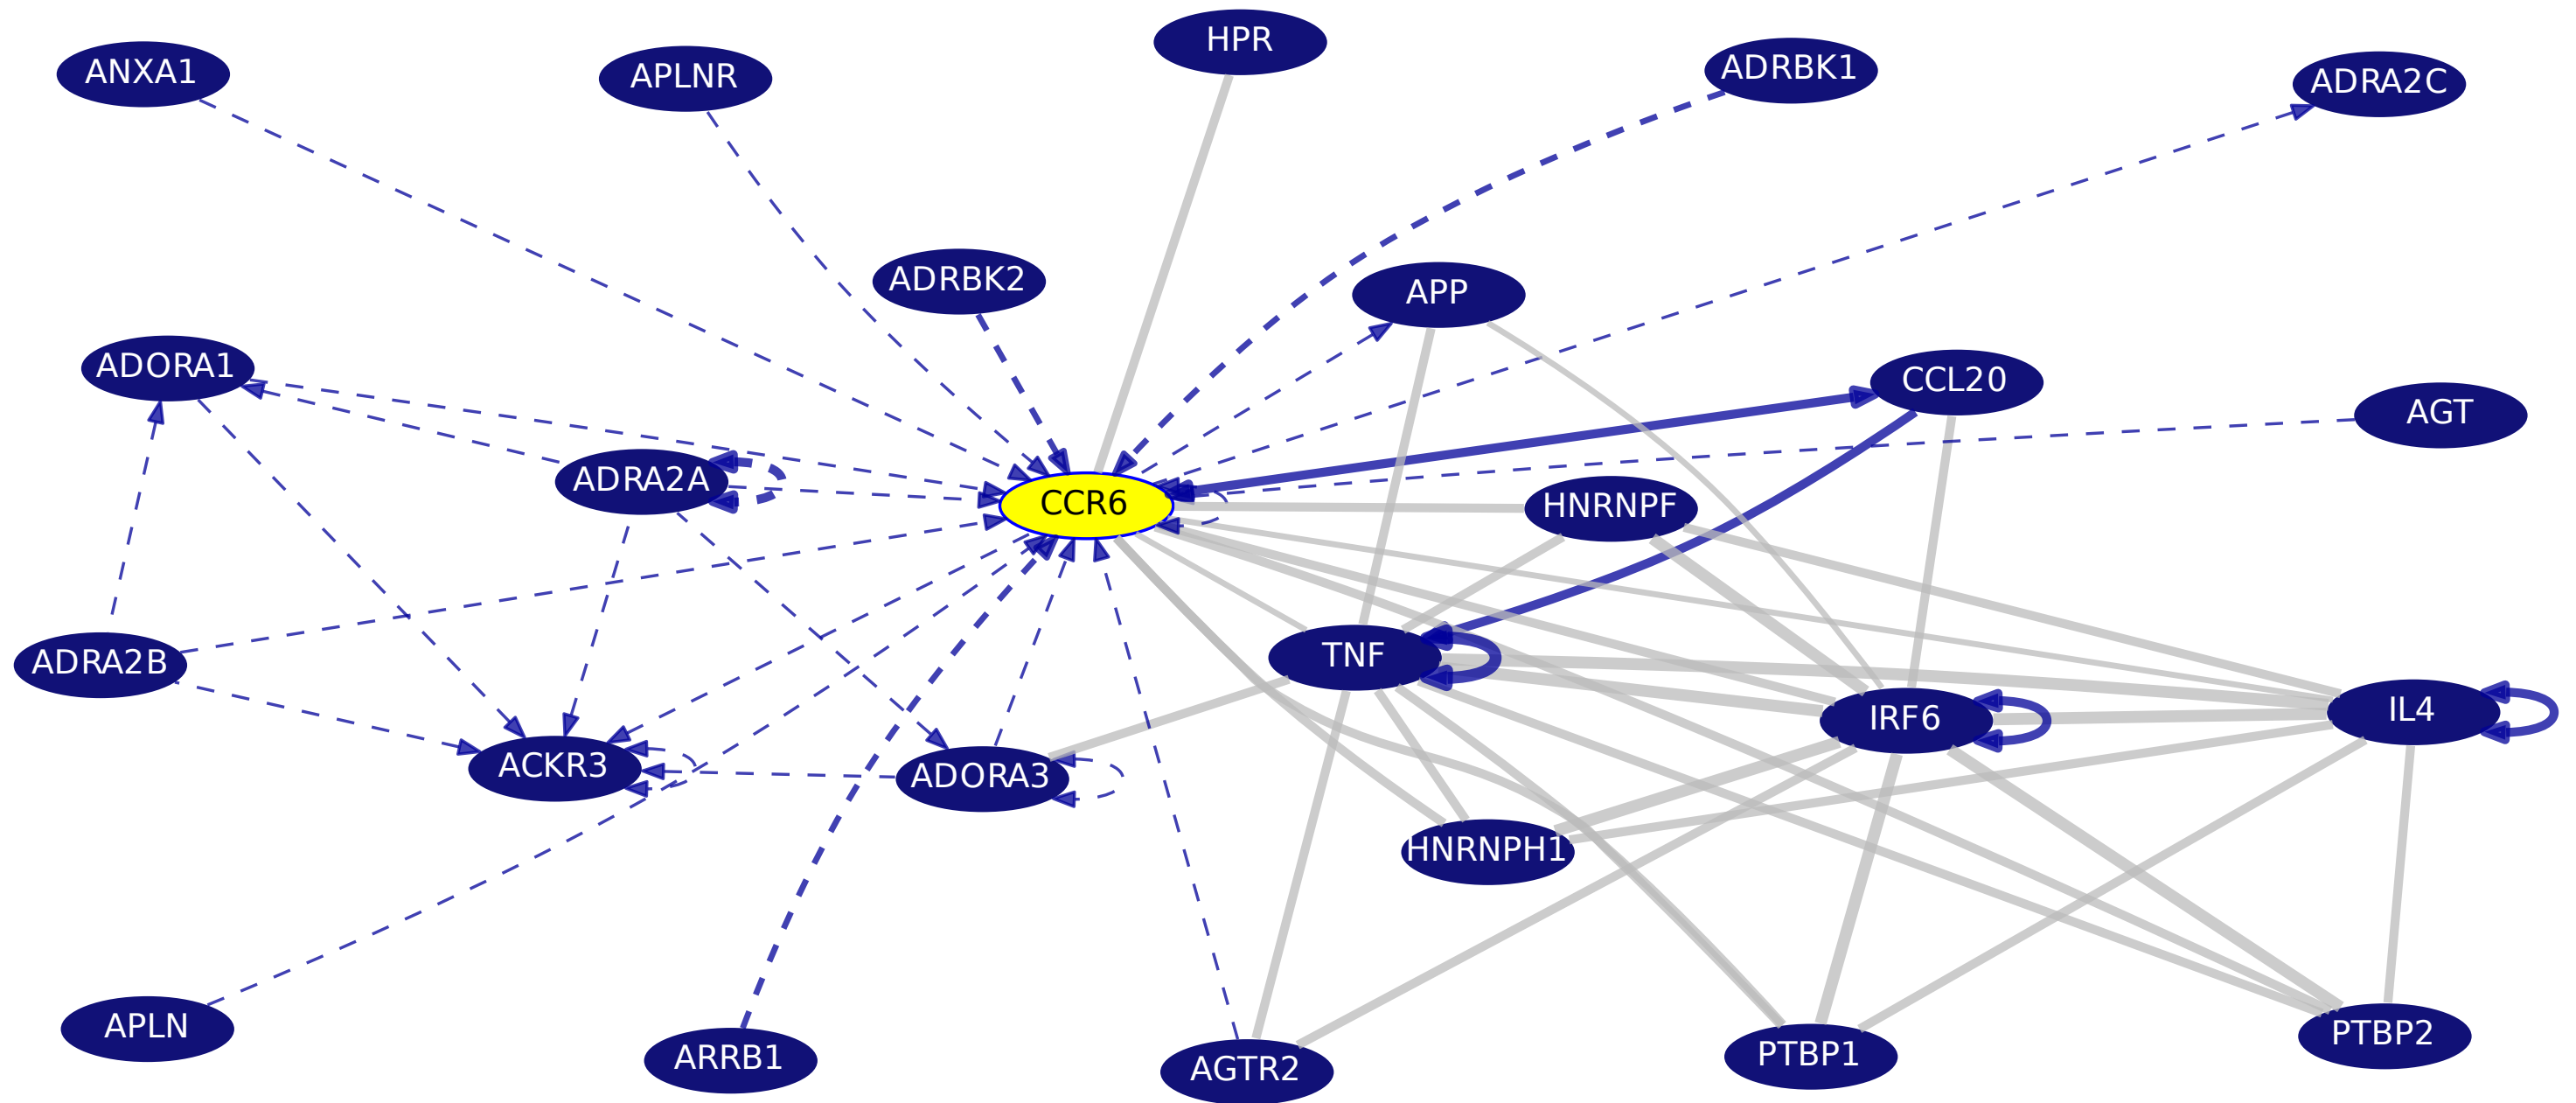 HPR
ADRBK1
ANXA1
APLNR
ADRA2C
ADRBK2
APP
ADORA1
CCL20
AGT
ADRA2A
CCR6
HNRNPF
ADRA2B
TNF
IRF6
IL4
ACKR3
ADORA3
HNRNPH1
APLN
ARRB1
AGTR2
PTBP1
PTBP2